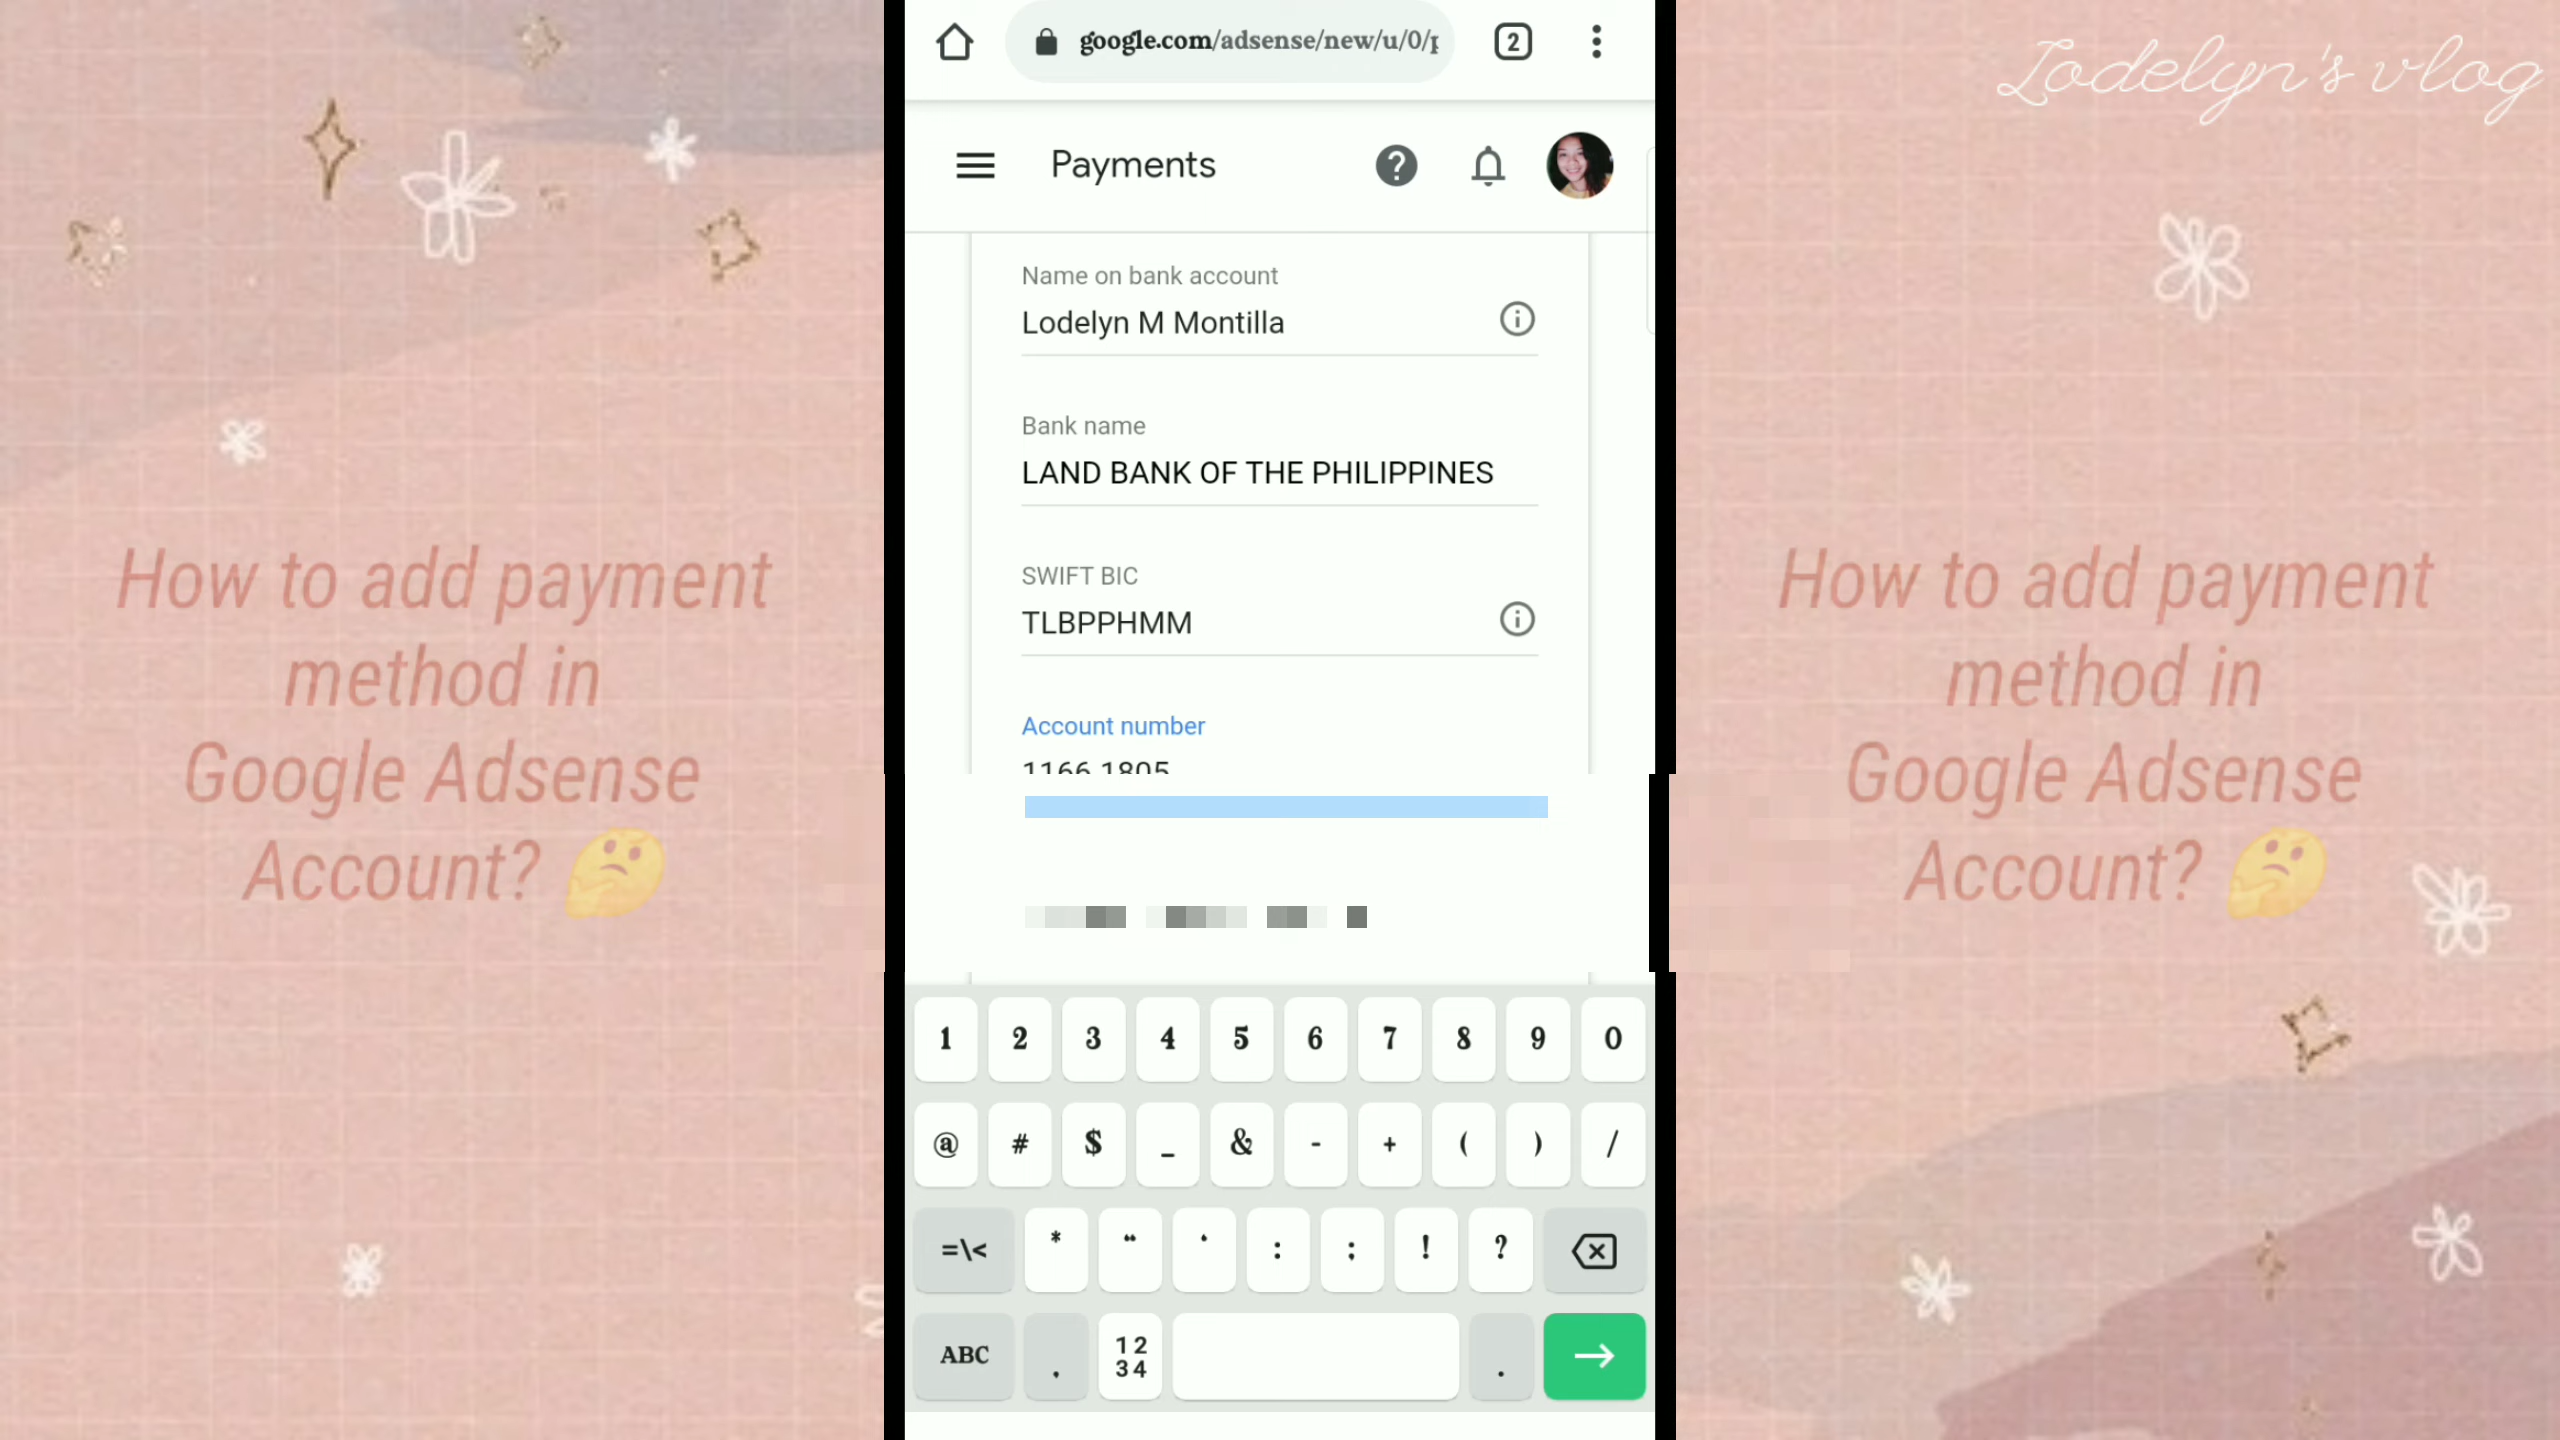 Lodelyn's vlog
google.com/adsense/new/u/0/p
2
Payments
Name on bank account
Lodelyn M Montilla
Bank name
LAND BANK OF THE PHILIPPINES
SWIFT BIC
TLBPPHMM
Account number
1166 1805
How to add payment
method in
Google Adsense
Account? 🤔
How to add payment
method in
Google Adsense
Account? 🤔
1 2 3 4 5 6 7 8 9 0
@ # $ _ & - + ( ) /
=\< * " ' : ; ! ?
ABC , 12 .
34